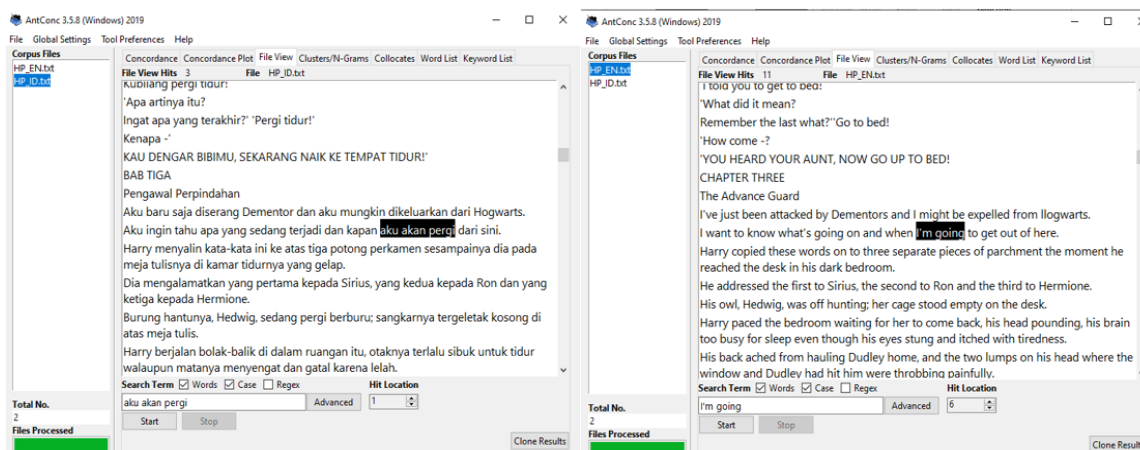 AntConc 3.5.8 (Windows) 2019
File Global Settings Tool Preferences Help
Corpus Files
HP_EN.txt
HP_ID.txt
Concordance Concordance Plot File View Clusters/N-Grams Collocates Word List Keyword List
File View Hits 3 File HP_ID.txt
Kubilang pergi tidur!
'Apa artinya itu?
Ingat apa yang terakhir?' 'Pergi tidur!'
Kenapa -'
KAU DENGAR BIBIMU, SEKARANG NAIK KE TEMPAT TIDUR!'
BAB TIGA
Pengawal Perpindahan
Aku baru saja diserang Dementor dan aku mungkin dikeluarkan dari Hogwarts.
Aku ingin tahu apa yang sedang terjadi dan kapan aku akan pergi dari sini.
Harry menyalin kata-kata ini ke atas tiga potong perkamen sesampainya dia pada
meja tulisnya di kamar tidurnya yang gelap.
Dia mengalamatkan yang pertama kepada Sirius, yang kedua kepada Ron dan yang
ketiga kepada Hermione.
Burung hantunya, Hedwig, sedang pergi berburu; sangkarnya tergeletak kosong di
atas meja tulis.
Harry berjalan bolak-balik di dalam ruangan itu, otaknya terlalu sibuk untuk tidur
walaupun matanya menyengat dan gatal karena lelah.
Search Term Words Case Regex Hit Location
aku akan pergi Advanced 1
Start Stop
Total No.
2
Files Processed
Clone Results
AntConc 3.5.8 (Windows) 2019
File Global Settings Tool Preferences Help
Corpus Files
HP_EN.txt
HP_ID.txt
Concordance Concordance Plot File View Clusters/N-Grams Collocates Word List Keyword List
File View Hits 11 File HP_EN.txt
'I told you to get to bed!
'What did it mean?
Remember the last what?''Go to bed!
'How come -?
'YOU HEARD YOUR AUNT, NOW GO UP TO BED!
CHAPTER THREE
The Advance Guard
I've just been attacked by Dementors and I might be expelled from Ilogwarts.
I want to know what's going on and when I'm going to get out of here.
Harry copied these words on to three separate pieces of parchment the moment he
reached the desk in his dark bedroom.
He addressed the first to Sirius, the second to Ron and the third to Hermione.
His owl, Hedwig, was off hunting; her cage stood empty on the desk.
Harry paced the bedroom waiting for her to come back, his head pounding, his brain
too busy for sleep even though his eyes stung and itched with tiredness.
His back ached from hauling Dudley home, and the two lumps on his head where the
window and Dudley had hit him were throbbing painfully.
Search Term Words Case Regex Hit Location
I'm going Advanced 6
Start Stop
Total No.
2
Files Processed
Clone Result